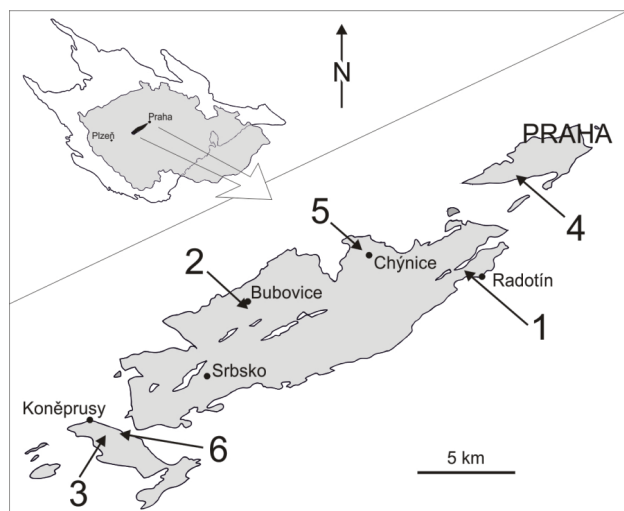 N
Praha
Plzeň
PRAHA
4
5
Chýnice
2
Bubovice
Radotín
1
Srbsko
Koněprusy
6
3
5 km